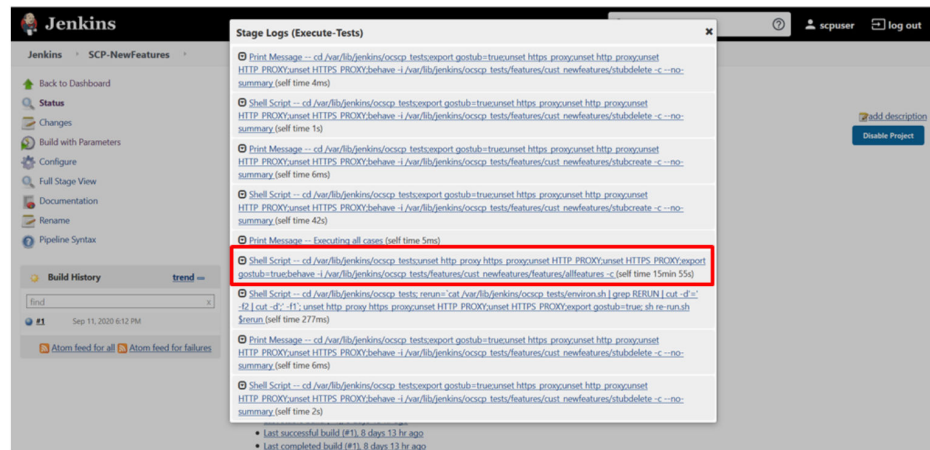 Jenkins
scpuser
log out
Jenkins
SCP-NewFeatures
Back to Dashboard
Status
Changes
Build with Parameters
Configure
Full Stage View
Documentation
Rename
Pipeline Syntax
Build History
trend
find
x
#1 Sep 11, 2020 6:12 PM
Atom feed for all Atom feed for failures
add description
Disable Project
Stage Logs (Execute-Tests)
Print Message -- cd /var/lib/jenkins/ocscp_tests;export gostub=true;unset https_proxy;unset http_proxy;unset
HTTP_PROXY;unset HTTPS_PROXY;behave -i /var/lib/jenkins/ocscp_tests/features/cust_newfeatures/stubdelete -c --no-
summary (self time 4ms)
Shell Script -- cd /var/lib/jenkins/ocscp_tests;export gostub=true;unset https_proxy;unset http_proxy;unset
HTTP_PROXY;unset HTTPS_PROXY;behave -i /var/lib/jenkins/ocscp_tests/features/cust_newfeatures/stubdelete -c --no-
summary (self time 1s)
Print Message -- cd /var/lib/jenkins/ocscp_tests;export gostub=true;unset https_proxy;unset http_proxy;unset
HTTP_PROXY;unset HTTPS_PROXY;behave -i /var/lib/jenkins/ocscp_tests/features/cust_newfeatures/stubcreate -c --no-
summary (self time 6ms)
Shell Script -- cd /var/lib/jenkins/ocscp_tests;export gostub=true;unset https_proxy;unset http_proxy;unset
HTTP_PROXY;unset HTTPS_PROXY;behave -i /var/lib/jenkins/ocscp_tests/features/cust_newfeatures/stubcreate -c --no-
summary (self time 42s)
Print Message -- Executing all cases (self time 5ms)
Shell Script -- cd /var/lib/jenkins/ocscp_tests;unset http_proxy https_proxy;unset HTTP_PROXY;unset HTTPS_PROXY;export
gostub=true;behave -i /var/lib/jenkins/ocscp_tests/features/cust_newfeatures/features/allfeatures -c (self time 15min 55s)
Shell Script -- cd /var/lib/jenkins/ocscp_tests; rerun=`cat /var/lib/jenkins/ocscp_tests/environ.sh | grep RERUN | cut -d'='
-f2 | cut -d';' -f1`; unset http_proxy https_proxy;unset HTTP_PROXY;unset HTTPS_PROXY;export gostub=true; sh re-run.sh
$rerun (self time 277ms)
Print Message -- cd /var/lib/jenkins/ocscp_tests;export gostub=true;unset https_proxy;unset http_proxy;unset
HTTP_PROXY;unset HTTPS_PROXY;behave -i /var/lib/jenkins/ocscp_tests/features/cust_newfeatures/stubdelete -c --no-
summary (self time 6ms)
Shell Script -- cd /var/lib/jenkins/ocscp_tests;export gostub=true;unset https_proxy;unset http_proxy;unset
HTTP_PROXY;unset HTTPS_PROXY;behave -i /var/lib/jenkins/ocscp_tests/features/cust_newfeatures/stubdelete -c --no-
summary (self time 2s)
Last successful build (#1), 8 days 13 hr ago
Last completed build (#1), 8 days 13 hr ago